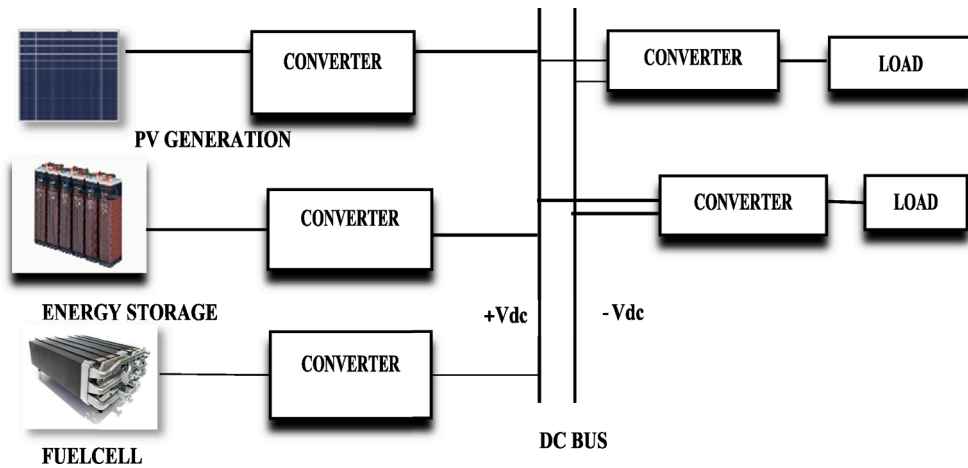 CONVERTER
CONVERTER
LOAD
PV GENERATION
CONVERTER
CONVERTER
LOAD
ENERGY STORAGE
+Vdc
-Vdc
CONVERTER
DC BUS
FUELCELL